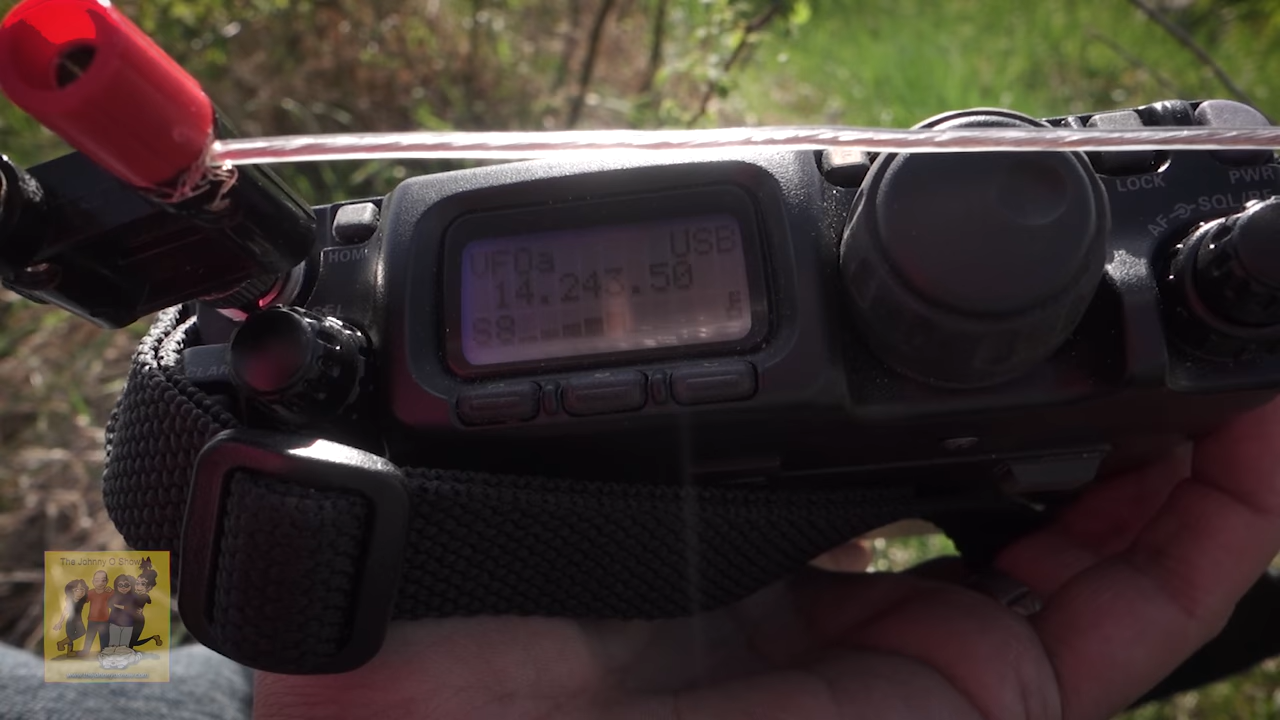 LOCK
PWR
AF
SQL/RF
HOME
VFOa
USB
14.243.50
S8
The Johnny O Show